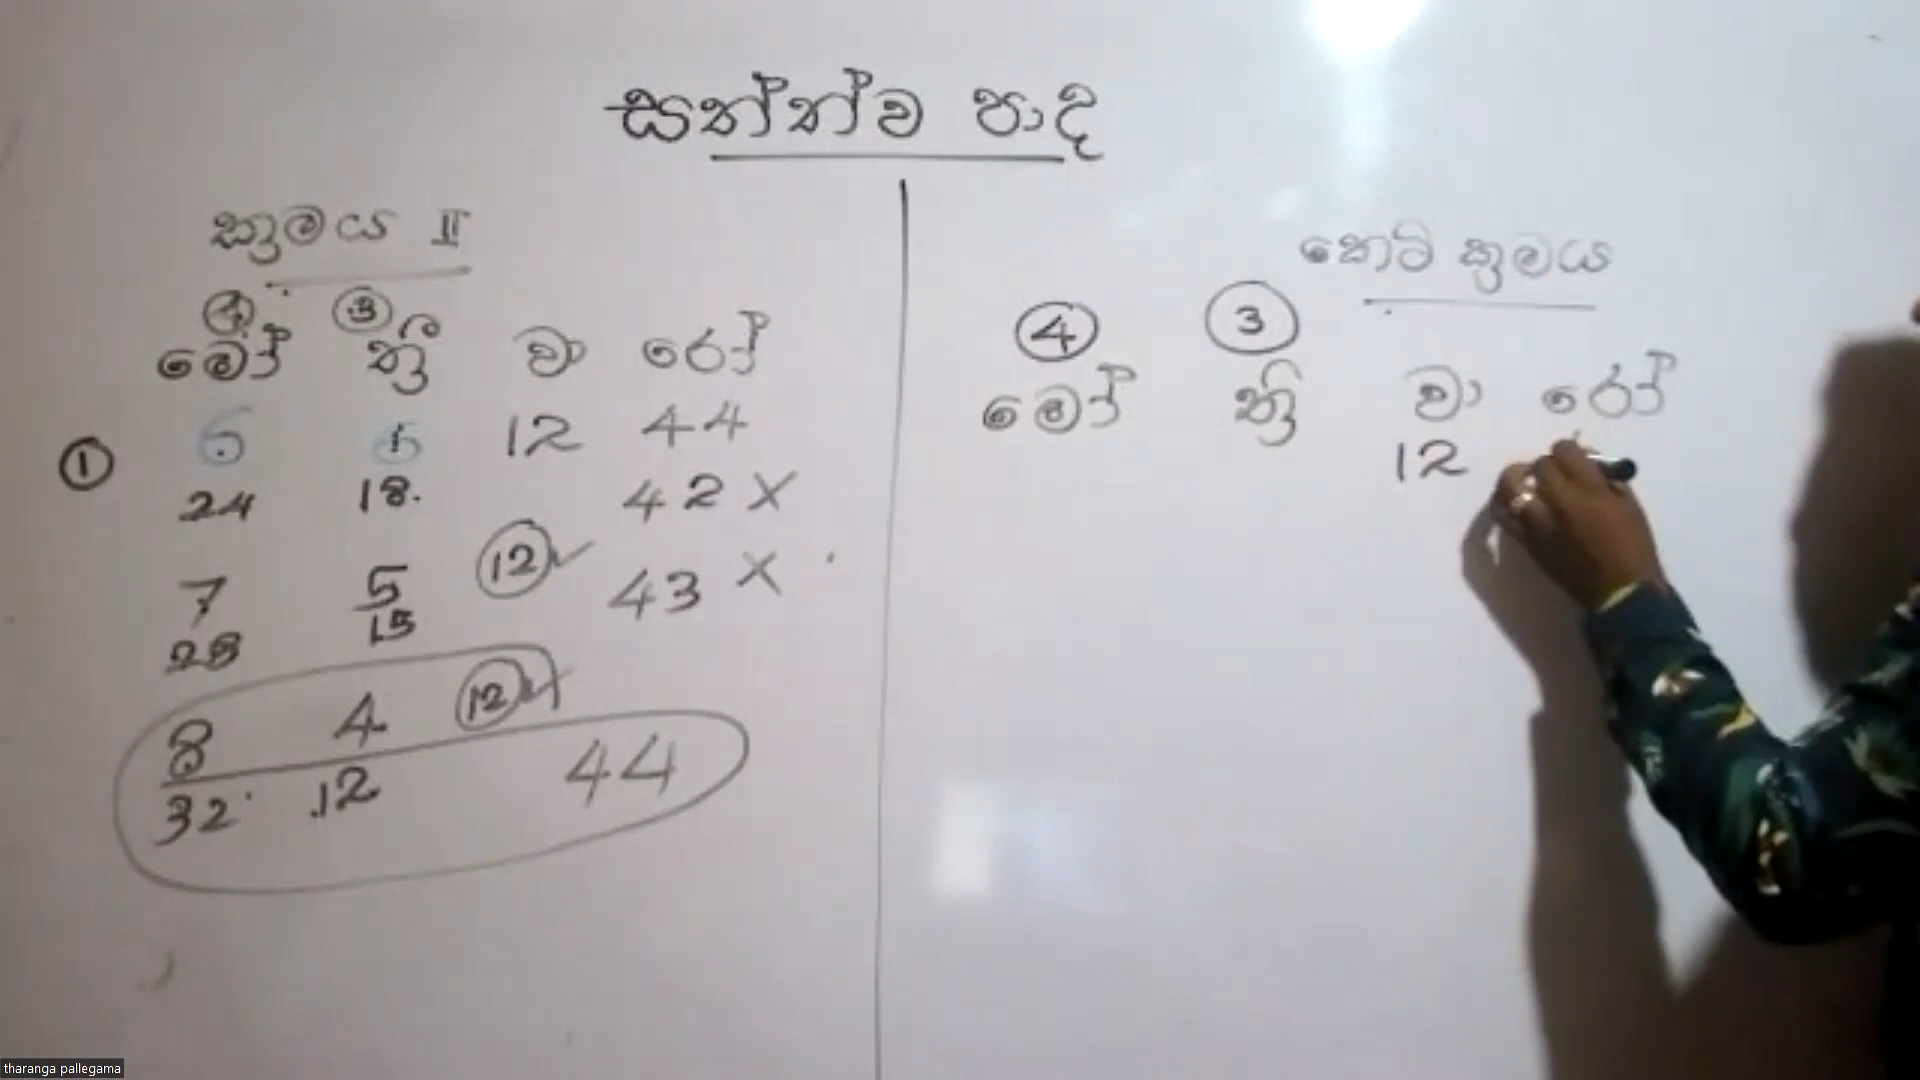 සත්ත්ව පාද
ක්‍රමය II
④ ③
මෝ ත්‍රී වා රෝ
① 6 6 12 44
24 18. 42 X
7 5 ⑫✓ 43 X
28 15
8 4 ⑫✓
32 .12 44
කෙටි ක්‍රමය
④ ③
මෝ ත්‍රී වා රෝ
12
tharanga pallegama